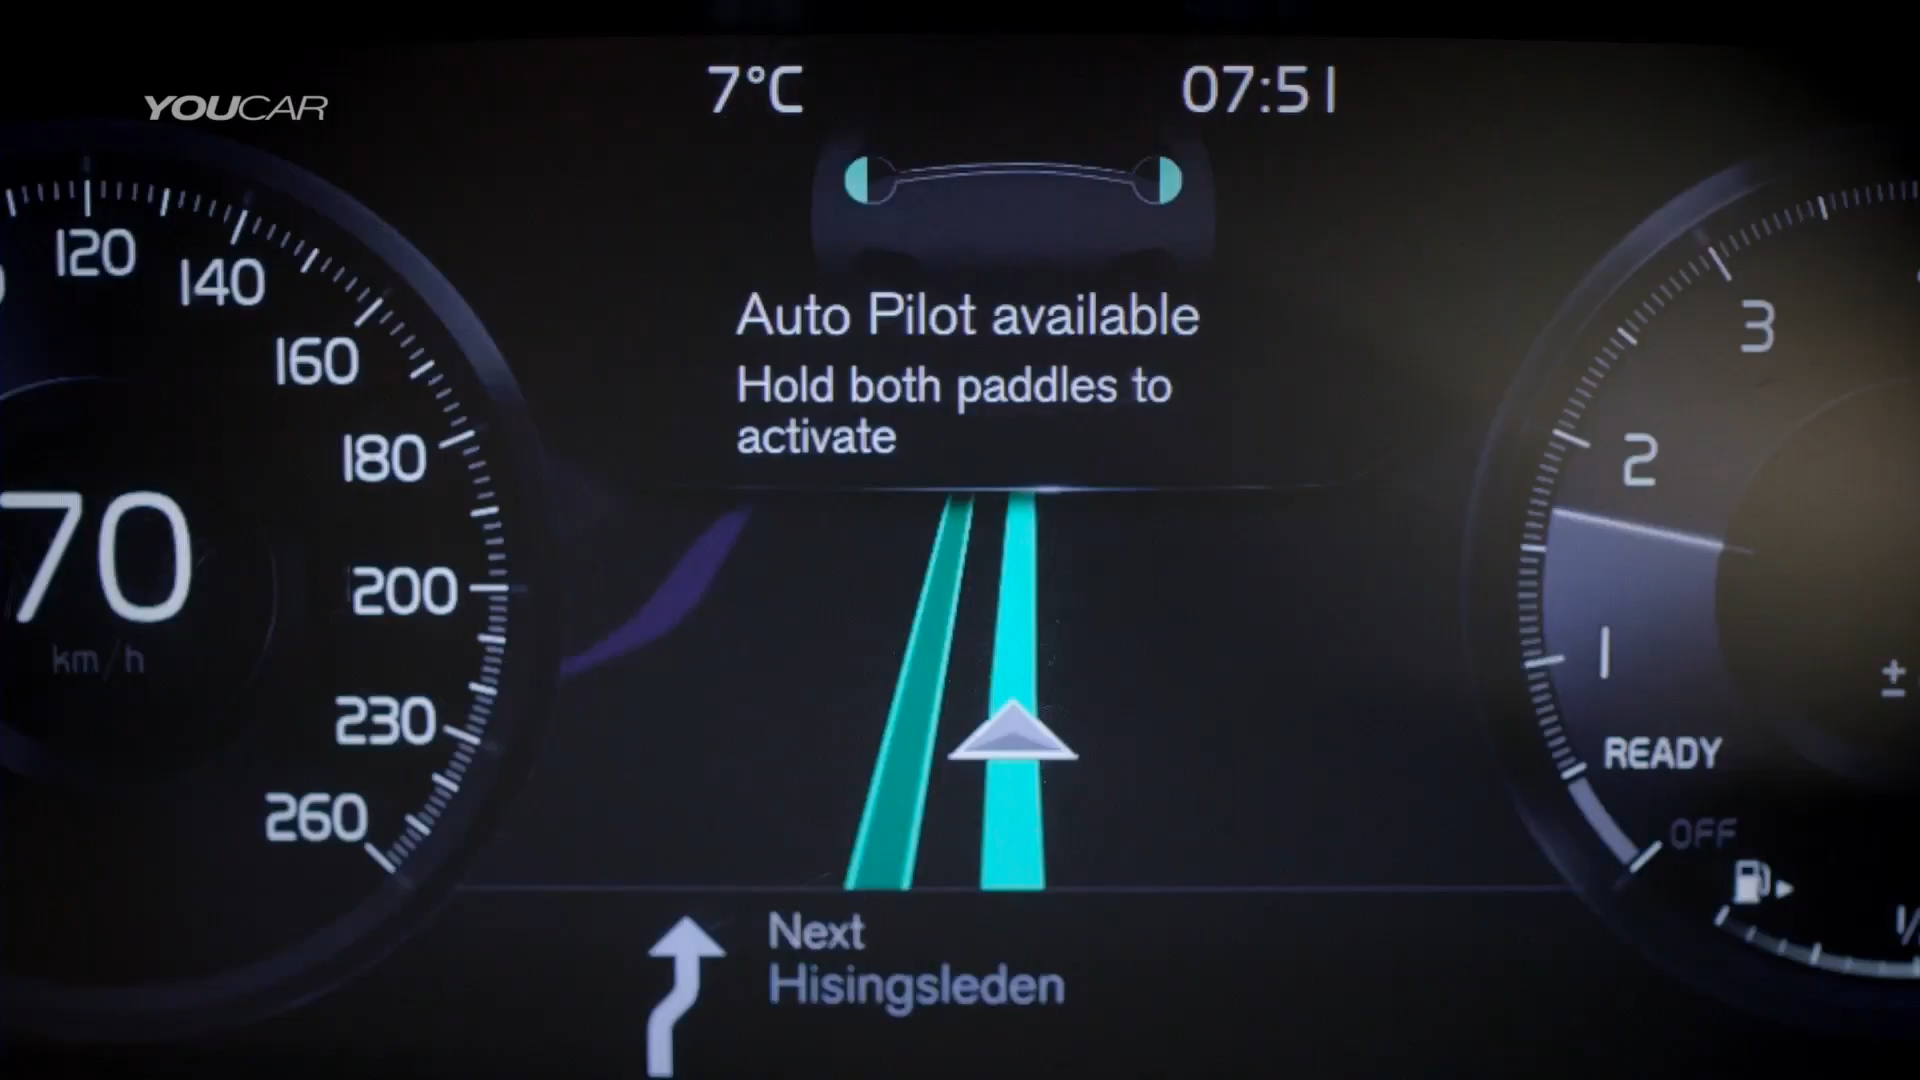 YOUCAR
7°C
07:51
120
140
160
180
200
230
260
70
km/h
Auto Pilot available
Hold both paddles to
activate
3
2
1
READY
OFF
±
Next
Hisingsleden